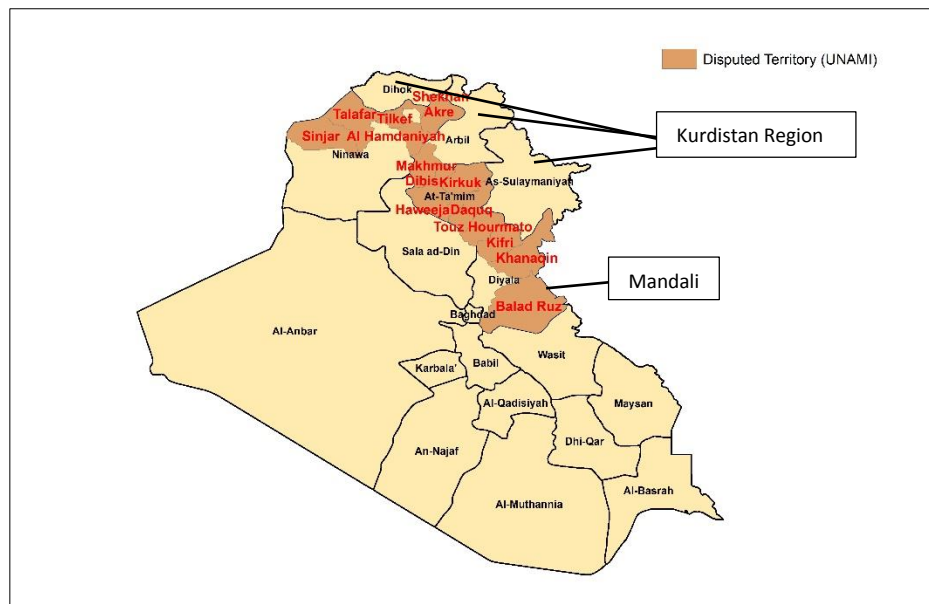 Disputed Territory (UNAMI)
Dihok
Shekhan
Akre
Talafar
Tilkef
Sinjar
Al Hamdaniyah
Arbil
Kurdistan Region
Ninawa
Makhmur
Dibis
Kirkuk
As-Sulaymaniyah
At-Ta'mim
Haweeja
Daquq
Touz Hourmato
Kifri
Sala ad-Din
Khanaqin
Diyala
Mandali
Balad Ruz
Baghdad
Al-Anbar
Wasit
Babil
Karbala'
Al-Qadisiyah
Maysan
Dhi-Qar
An-Najaf
Al-Basrah
Al-Muthannia